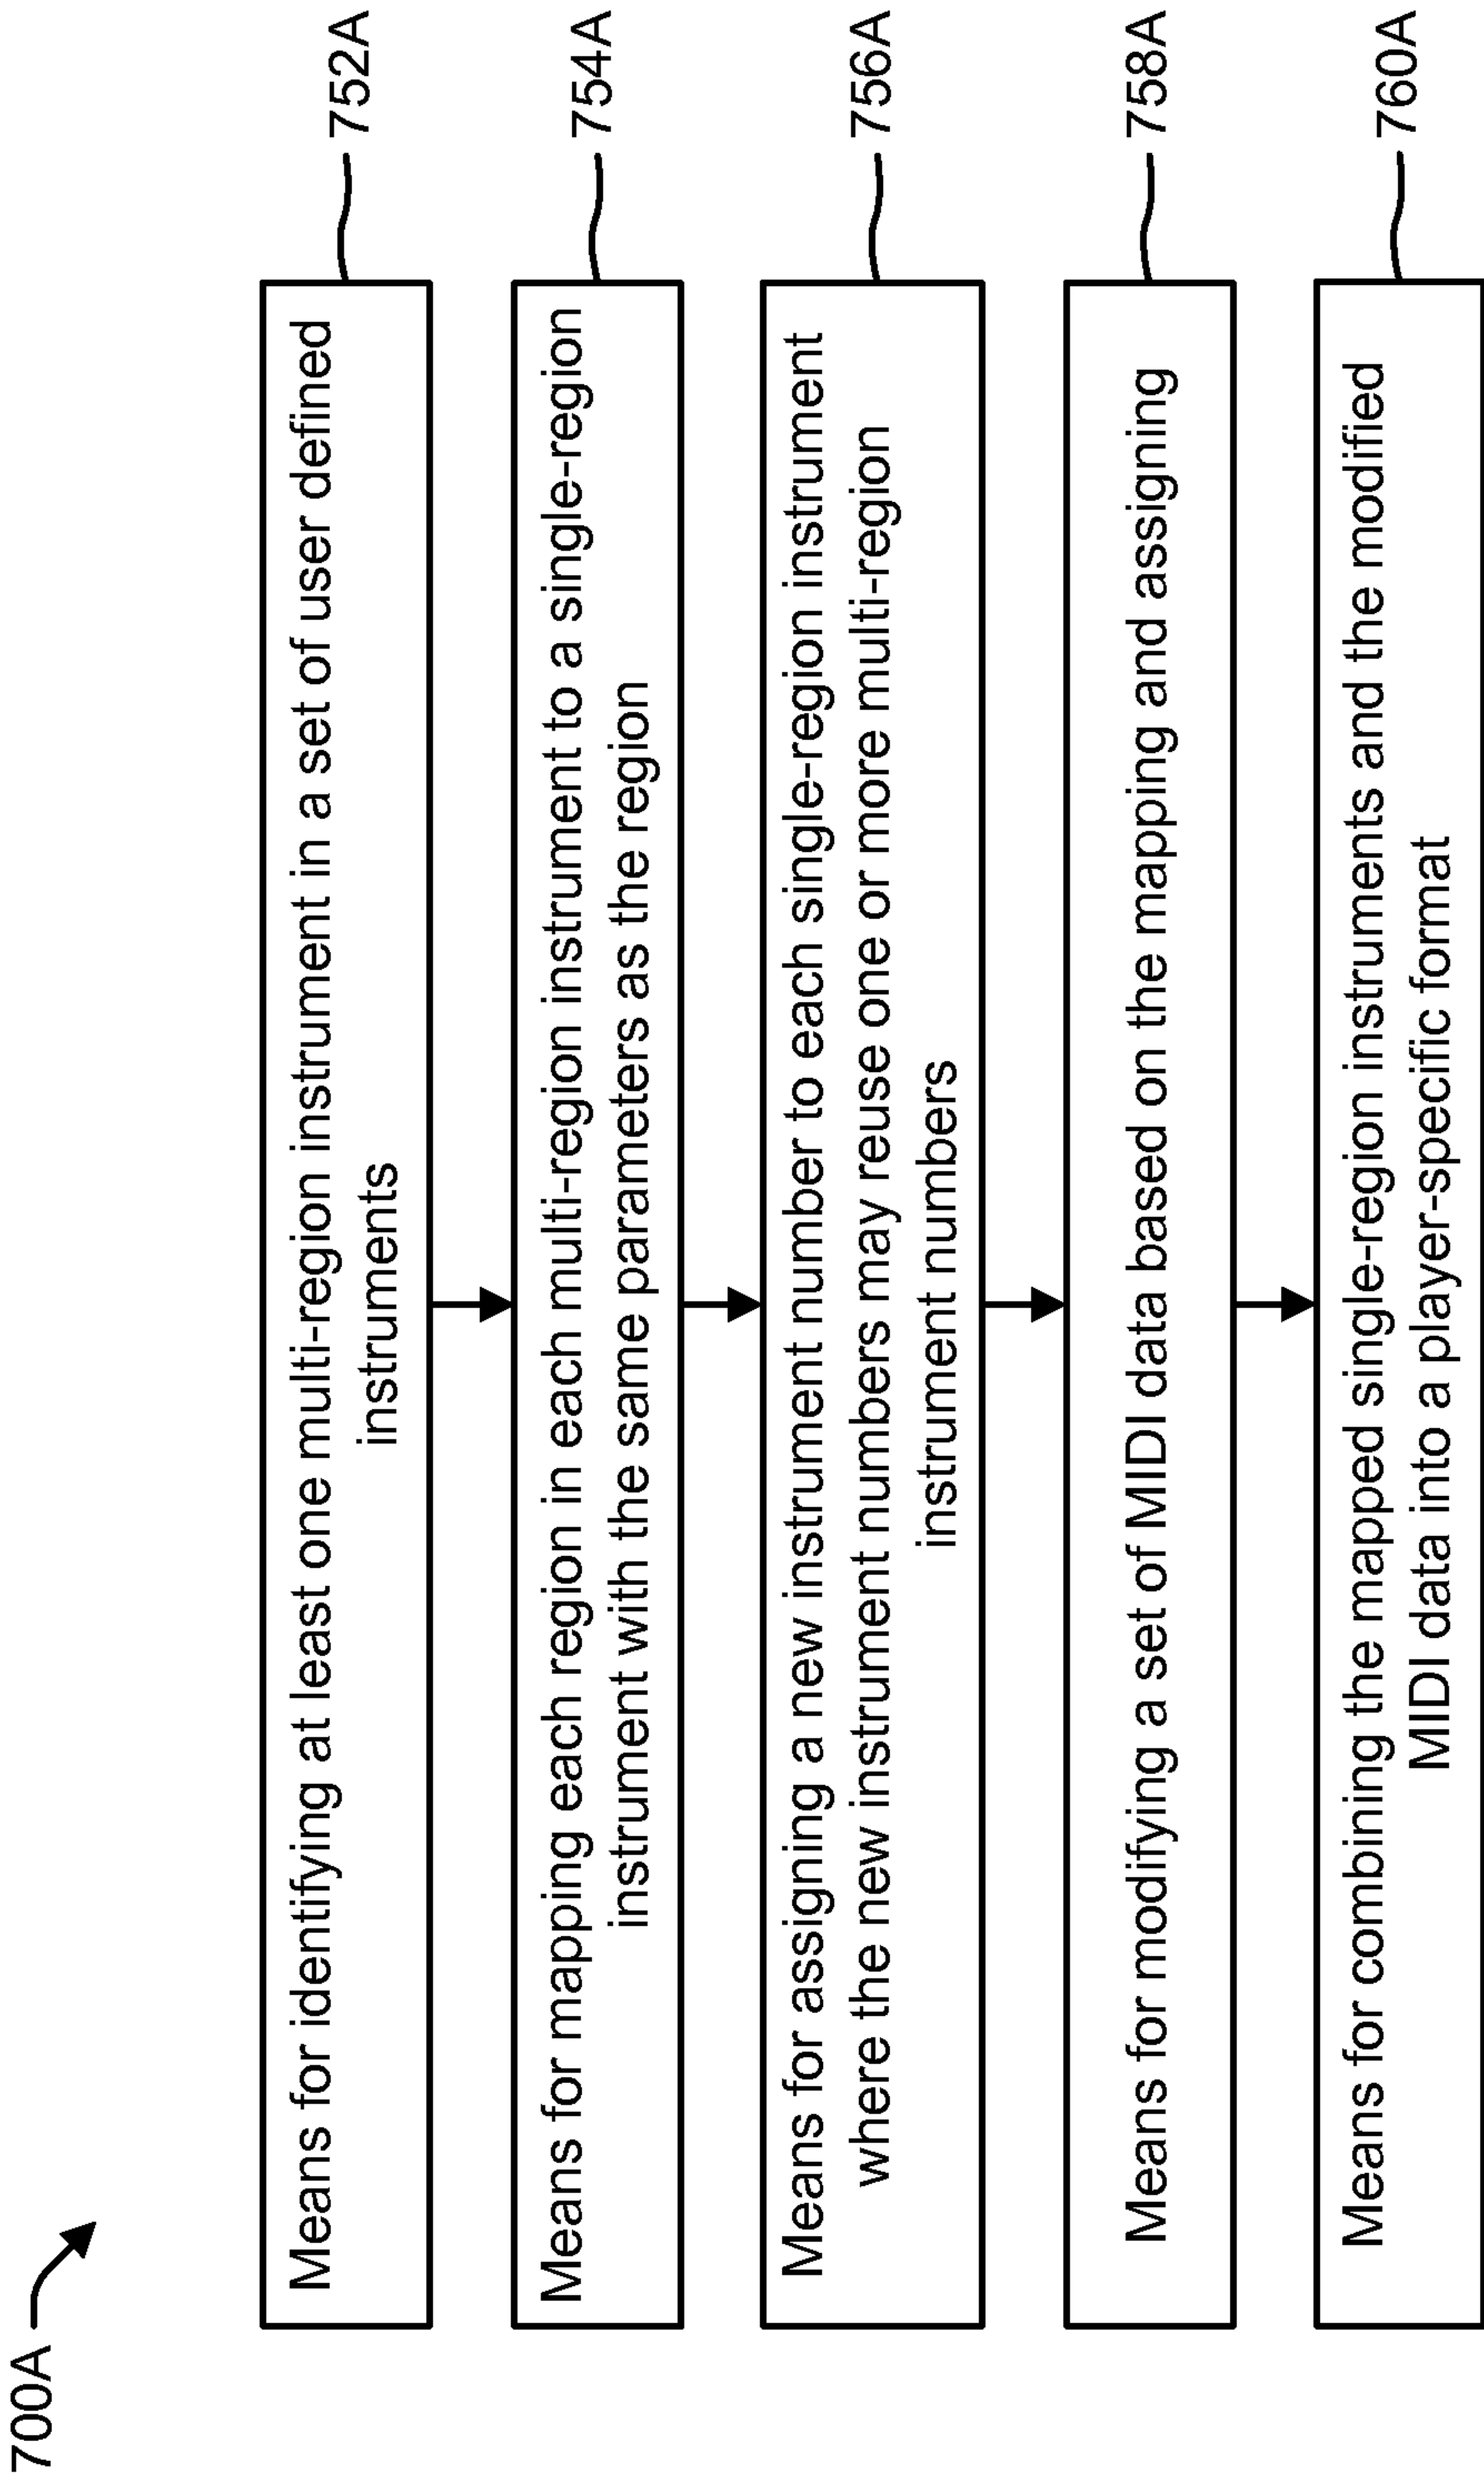 700A
Means for identifying at least one multi-region instrument in a set of user defined
instruments
752A
Means for mapping each region in each multi-region instrument to a single-region
instrument with the same parameters as the region
754A
Means for assigning a new instrument number to each single-region instrument
where the new instrument numbers may reuse one or more multi-region
instrument numbers
756A
Means for modifying a set of MIDI data based on the mapping and assigning
758A
Means for combining the mapped single-region instruments and the modified
MIDI data into a player-specific format
760A